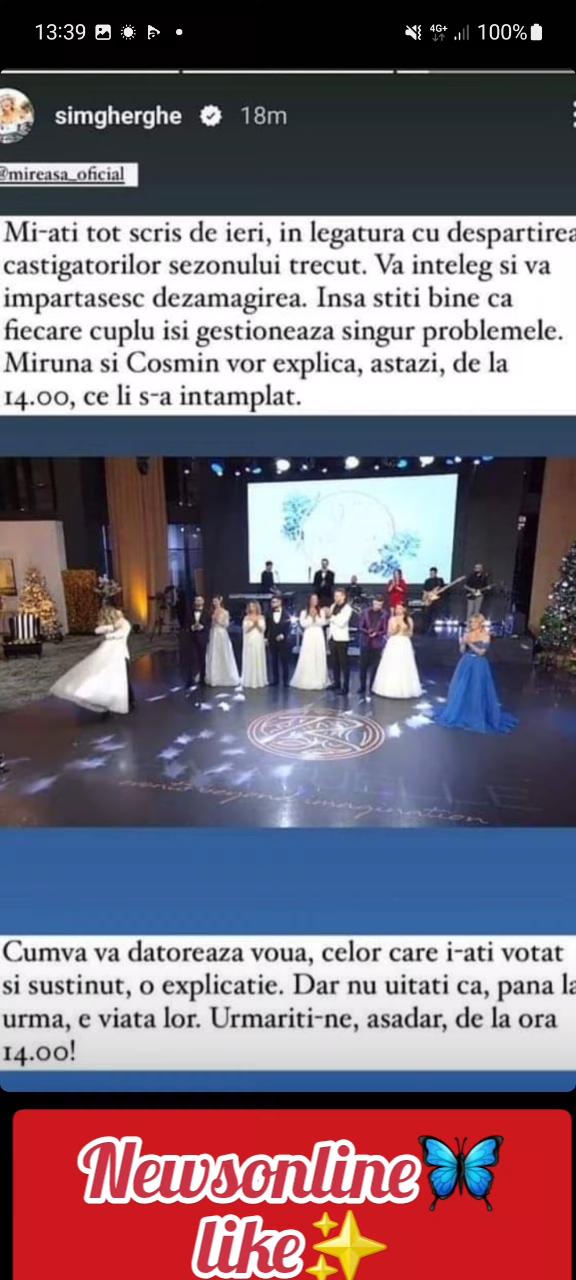 13:39
4G+ 100%
simgherghe 18m
@mireasa_oficial
Mi-ati tot scris de ieri, in legatura cu despartirea
castigatorilor sezonului trecut. Va inteleg si va
impartasesc dezamagirea. Insa stiti bine ca
fiecare cuplu isi gestioneaza singur problemele.
Miruna si Cosmin vor explica, astazi, de la
14.00, ce li s-a intamplat.
imagination
Cumva va datoreaza voua, celor care i-ati votat
si sustinut, o explicatie. Dar nu uitati ca, pana la
urma, e viata lor. Urmariti-ne, asadar, de la ora
14.00!
Newsonline
like